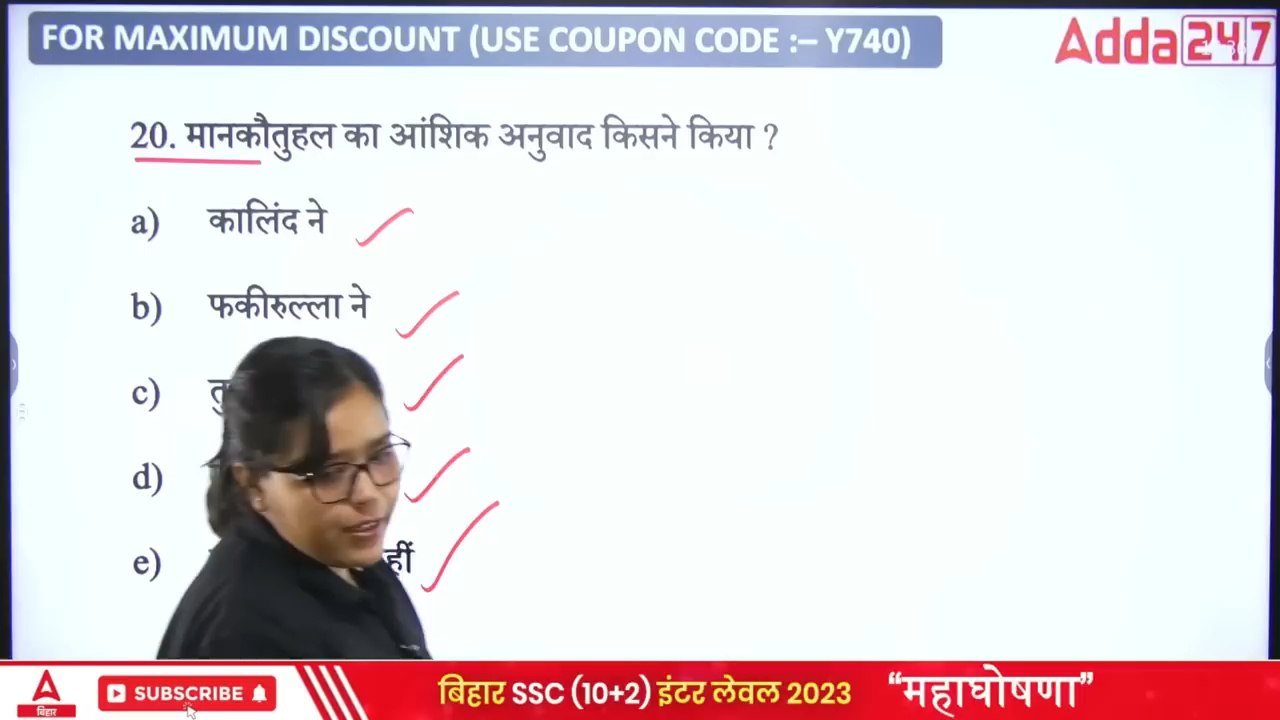 FOR MAXIMUM DISCOUNT (USE COUPON CODE :– Y740)
Adda247
20. मानकौतुहल का आंशिक अनुवाद किसने किया ?
a) कालिंद ने
b) फकीरुल्ला ने
c)
d)
e)
SUBSCRIBE
बिहार
बिहार SSC (10+2) इंटर लेवल 2023
“महाघोषणा”